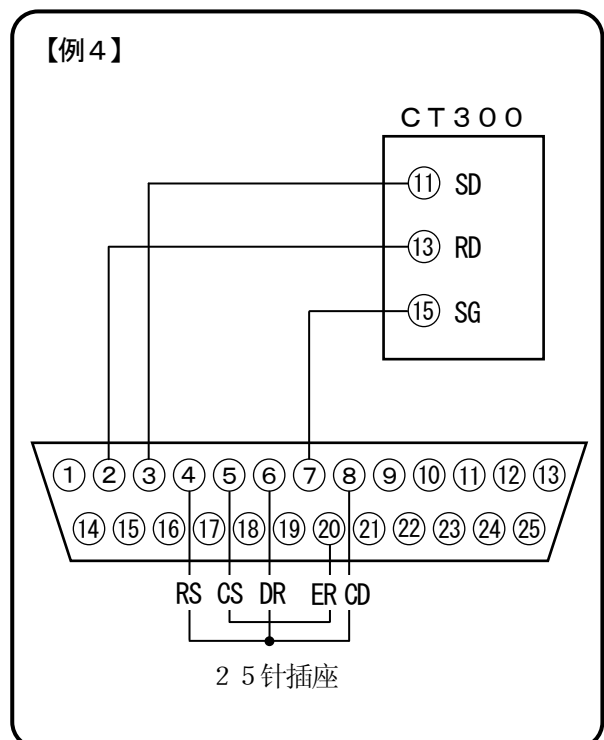 【例４】
ＣＴ３００
⑪ SD
⑬ RD
⑮ SG
① ② ③ ④ ⑤ ⑥ ⑦ ⑧ ⑨ ⑩ ⑪ ⑫ ⑬
⑭ ⑮ ⑯ ⑰ ⑱ ⑲ ⑳ ㉑ ㉒ ㉓ ㉔ ㉕
RS CS DR ER CD
２５针插座